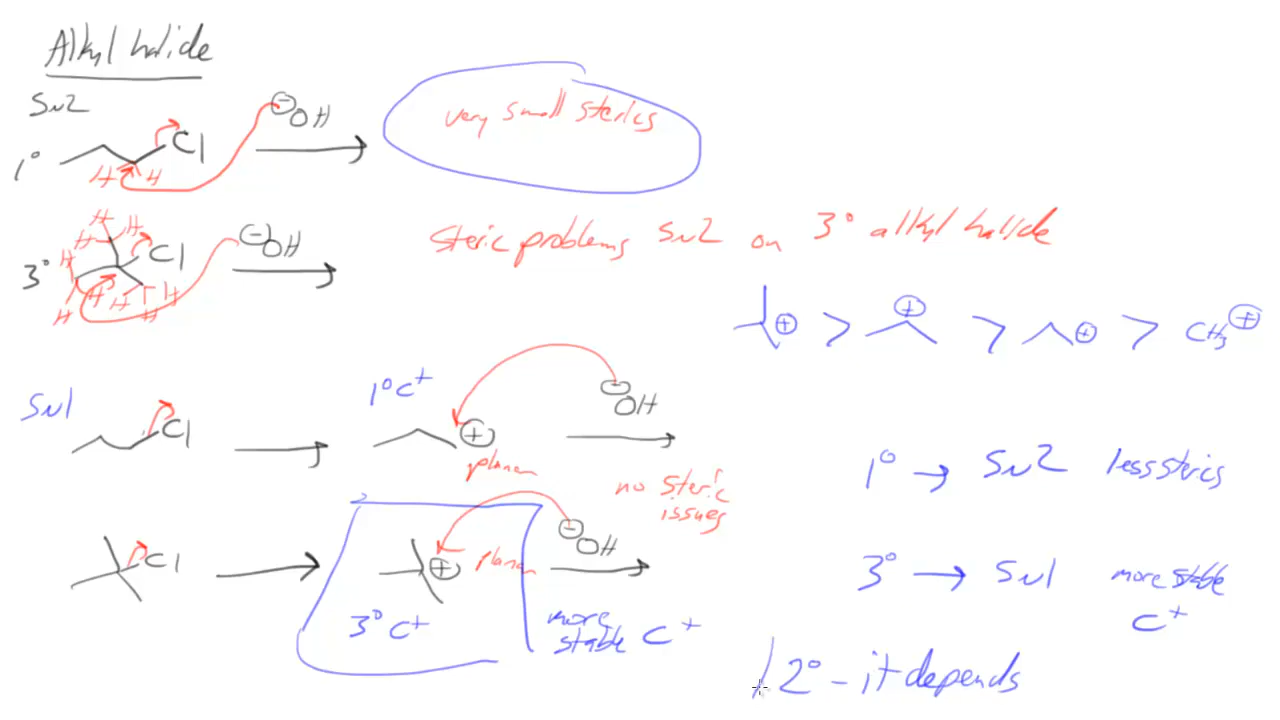 Alkyl halide
SN2
⊖OH
Cl
1°
H H
very small sterics
H
H H
H
⊖OH
Cl
3°
H H H
H H
steric problems SN2 on 3° alkyl halide
⊕ > ⊕ > ⊕ > CH3⊕
SN1
Cl
1° C+
⊕
⊖OH
planar
no steric
issues
1° → SN2 less sterics
Cl
⊕
planar
⊖OH
3° C+
more
stable C+
3° → SN1 more stable
C+
2° - it depends